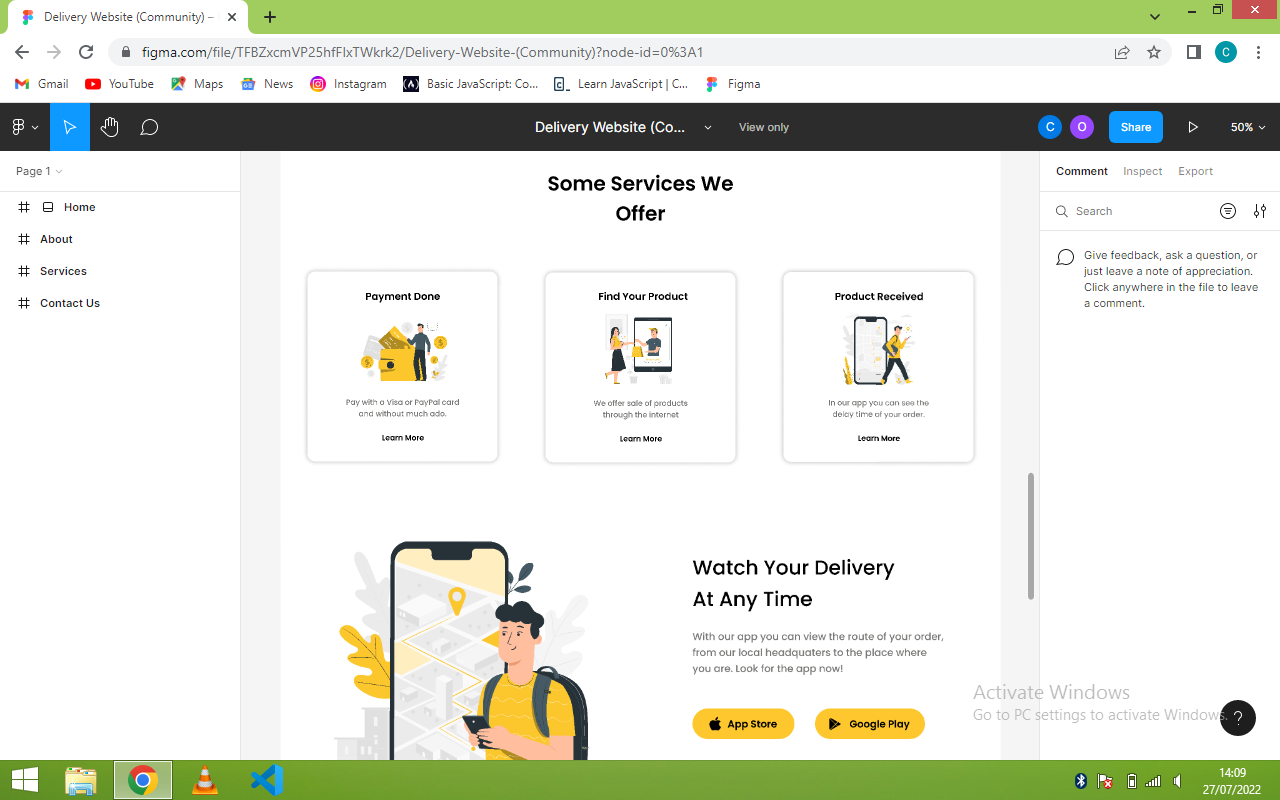 Delivery Website (Community) –
figma.com/file/TFBZxcmVP25hfFlxTWkrk2/Delivery-Website-(Community)?node-id=0%3A1
C
Gmail
YouTube
Maps
News
Instagram
Basic JavaScript: Co...
Learn JavaScript | C...
Figma
Delivery Website (Co...
View only
C
O
Share
50%
Page 1
Home
About
Services
Contact Us
Some Services We
Offer
Payment Done
Pay with a Visa or PayPal card
and without much ado.
Learn More
Find Your Product
We offer sale of products
through the internet
Learn More
Product Received
In our app you can see the
delay time of your order.
Learn More
Watch Your Delivery
At Any Time
With our app you can view the route of your order,
from our local headquaters to the place where
you are. Look for the app now!
App Store
Google Play
Comment
Inspect
Export
Search
Give feedback, ask a question, or
just leave a note of appreciation.
Click anywhere in the file to leave
a comment.
Activate Windows
Go to PC settings to activate Windows.
?
14:09
27/07/2022